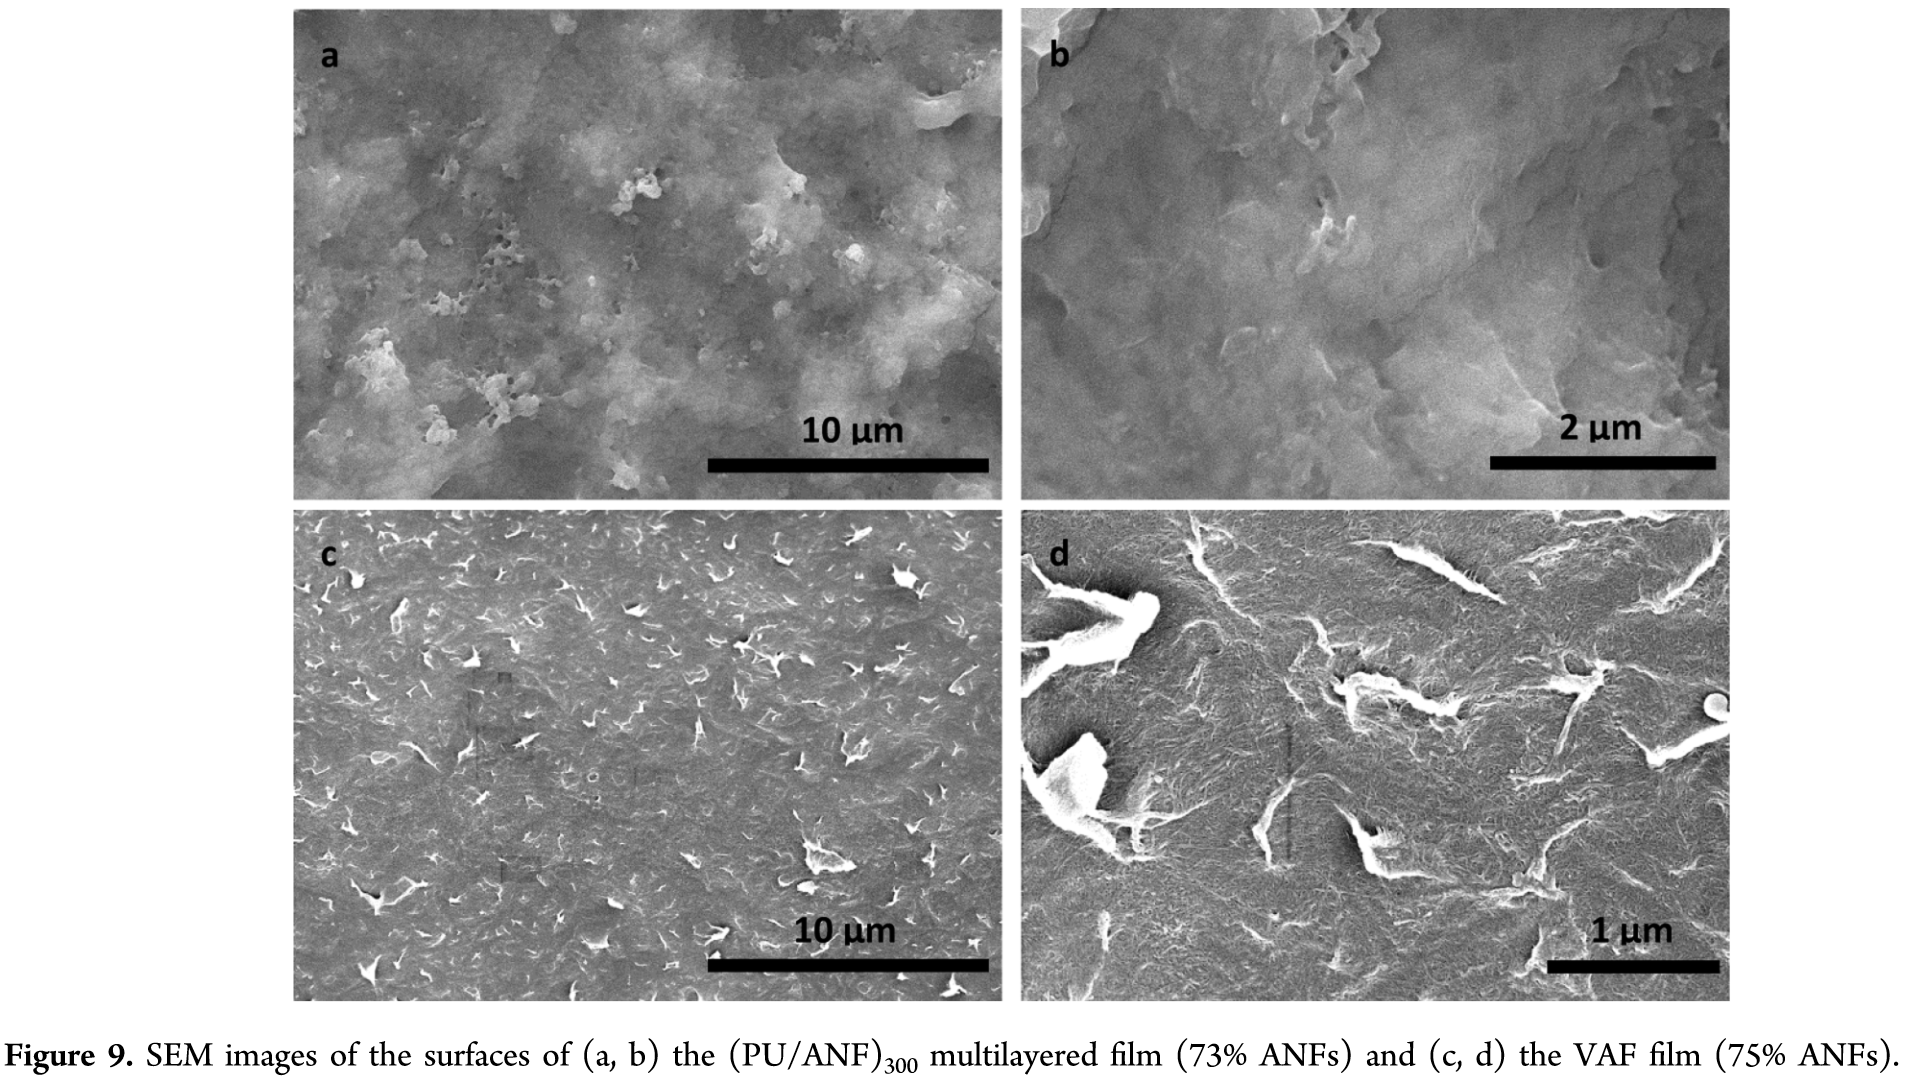 a
b
10 µm
2 µm
c
d
10 µm
1 µm
Figure 9. SEM images of the surfaces of (a, b) the (PU/ANF)300 multilayered film (73% ANFs) and (c, d) the VAF film (75% ANFs).